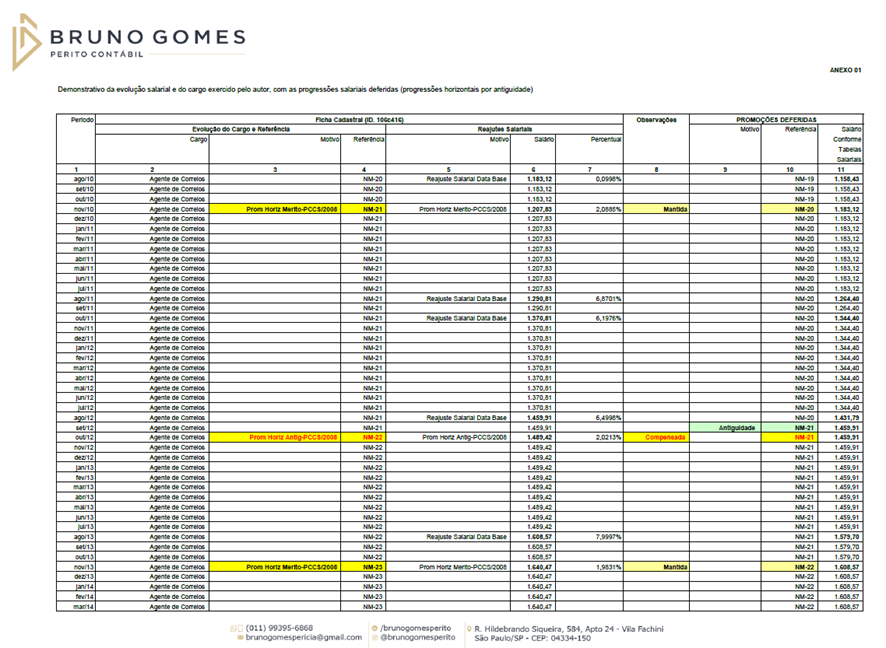 BRUNO GOMES
PERITO CONTÁBIL
ANEXO 01
Demonstrativo da evolução salarial e do cargo exercido pelo autor, com as progressões salariais deferidas (progressões horizontais por antiguidade)
Período Ficha Cadastral (ID. 106c416) Observações PROMOÇÕES DEFERIDAS
Evolução do Cargo e Referência Reajutes Salariais Motivo Referência Salário
Cargo Motivo Referência Motivo Salário Percentual Conforme
Tabelas
Salariais
1 2 3 4 5 6 7 8 9 10 11
ago/10 Agente de Correios NM-20 Reajuste Salarial Data Base 1.183,12 0,0998% NM-19 1.158,43
set/10 Agente de Correios NM-20 1.183,12 NM-19 1.158,43
out/10 Agente de Correios NM-20 1.183,12 NM-19 1.158,43
nov/10 Agente de Correios Prom Horiz Merito-PCCS/2008 NM-21 Prom Horiz Merito-PCCS/2008 1.207,83 2,0885% Mantida NM-20 1.183,12
dez/10 Agente de Correios NM-21 1.207,83 NM-20 1.183,12
jan/11 Agente de Correios NM-21 1.207,83 NM-20 1.183,12
fev/11 Agente de Correios NM-21 1.207,83 NM-20 1.183,12
mar/11 Agente de Correios NM-21 1.207,83 NM-20 1.183,12
abr/11 Agente de Correios NM-21 1.207,83 NM-20 1.183,12
mai/11 Agente de Correios NM-21 1.207,83 NM-20 1.183,12
jun/11 Agente de Correios NM-21 1.207,83 NM-20 1.183,12
jul/11 Agente de Correios NM-21 1.207,83 NM-20 1.183,12
ago/11 Agente de Correios NM-21 Reajuste Salarial Data Base 1.290,81 6,8701% NM-20 1.264,40
set/11 Agente de Correios NM-21 1.290,81 NM-20 1.264,40
out/11 Agente de Correios NM-21 Reajuste Salarial Data Base 1.370,81 6,1976% NM-20 1.344,40
nov/11 Agente de Correios NM-21 1.370,81 NM-20 1.344,40
dez/11 Agente de Correios NM-21 1.370,81 NM-20 1.344,40
jan/12 Agente de Correios NM-21 1.370,81 NM-20 1.344,40
fev/12 Agente de Correios NM-21 1.370,81 NM-20 1.344,40
mar/12 Agente de Correios NM-21 1.370,81 NM-20 1.344,40
abr/12 Agente de Correios NM-21 1.370,81 NM-20 1.344,40
mai/12 Agente de Correios NM-21 1.370,81 NM-20 1.344,40
jun/12 Agente de Correios NM-21 1.370,81 NM-20 1.344,40
jul/12 Agente de Correios NM-21 1.370,81 NM-20 1.344,40
ago/12 Agente de Correios NM-21 Reajuste Salarial Data Base 1.459,91 6,4998% NM-20 1.431,79
set/12 Agente de Correios NM-21 1.459,91 Antiguidade NM-21 1.459,91
out/12 Agente de Correios Prom Horiz Antig-PCCS/2008 NM-22 Prom Horiz Antig-PCCS/2008 1.489,42 2,0213% Compensada NM-21 1.459,91
nov/12 Agente de Correios NM-22 1.489,42 NM-21 1.459,91
dez/12 Agente de Correios NM-22 1.489,42 NM-21 1.459,91
jan/13 Agente de Correios NM-22 1.489,42 NM-21 1.459,91
fev/13 Agente de Correios NM-22 1.489,42 NM-21 1.459,91
mar/13 Agente de Correios NM-22 1.489,42 NM-21 1.459,91
abr/13 Agente de Correios NM-22 1.489,42 NM-21 1.459,91
mai/13 Agente de Correios NM-22 1.489,42 NM-21 1.459,91
jun/13 Agente de Correios NM-22 1.489,42 NM-21 1.459,91
jul/13 Agente de Correios NM-22 1.489,42 NM-21 1.459,91
ago/13 Agente de Correios NM-22 Reajuste Salarial Data Base 1.608,57 7,9997% NM-21 1.579,70
set/13 Agente de Correios NM-22 1.608,57 NM-21 1.579,70
out/13 Agente de Correios NM-22 1.608,57 NM-21 1.579,70
nov/13 Agente de Correios Prom Horiz Merito-PCCS/2008 NM-23 Prom Horiz Merito-PCCS/2008 1.640,47 1,9831% Mantida NM-22 1.608,57
dez/13 Agente de Correios NM-23 1.640,47 NM-22 1.608,57
jan/14 Agente de Correios NM-23 1.640,47 NM-22 1.608,57
fev/14 Agente de Correios NM-23 1.640,47 NM-22 1.608,57
mar/14 Agente de Correios NM-23 1.640,47 NM-22 1.608,57
(011) 99395-6868 /brunogomesperito R. Hildebrando Siqueira, 584, Apto 24 - Vila Fachini
brunogomespericia@gmail.com @brunogomesperito São Paulo/SP - CEP: 04334-150